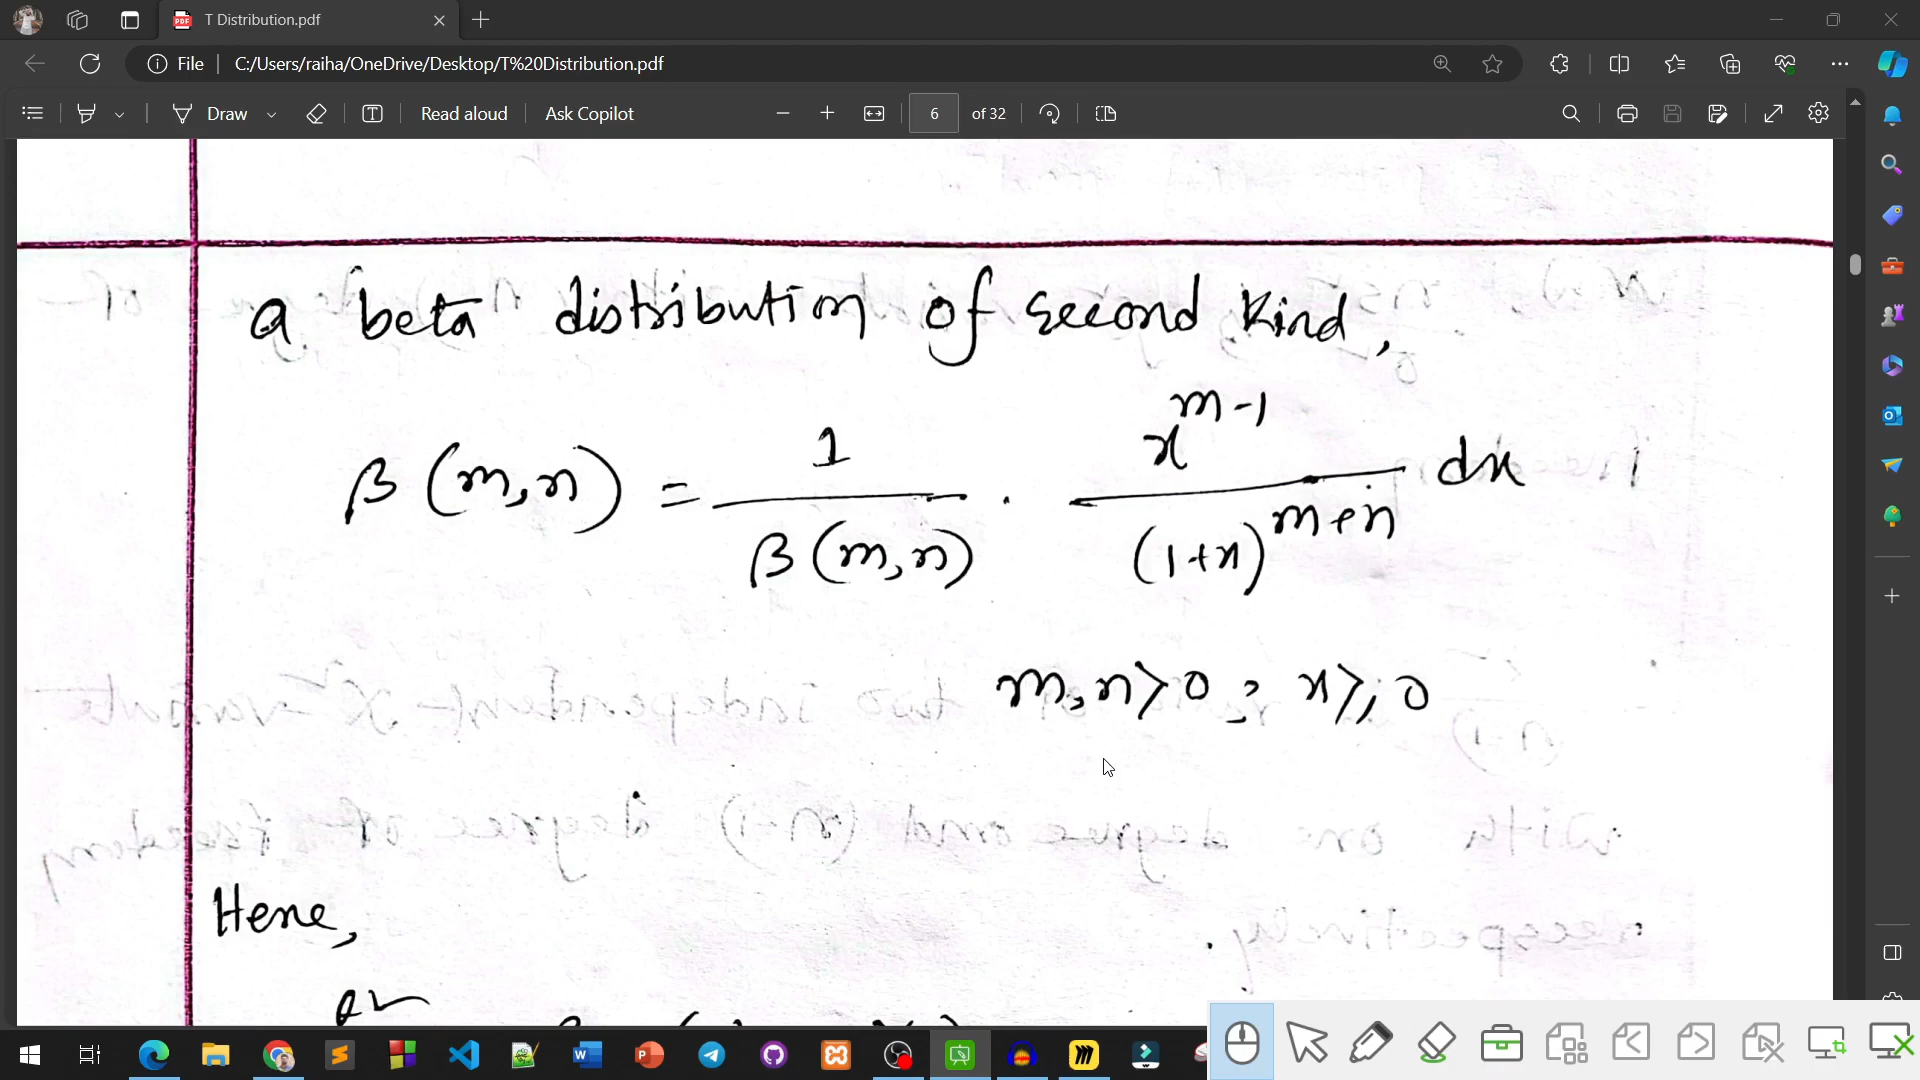 T Distribution.pdf
File
C:/Users/raiha/OneDrive/Desktop/T%20Distribution.pdf
Draw
Read aloud
Ask Copilot
6 of 32
a beta distribution of second kind,
β (m,n) = 1 / β (m,n) · x^{m-1} / (1+x)^{m+n} dx
m,n>0 ; x≥0
Here,